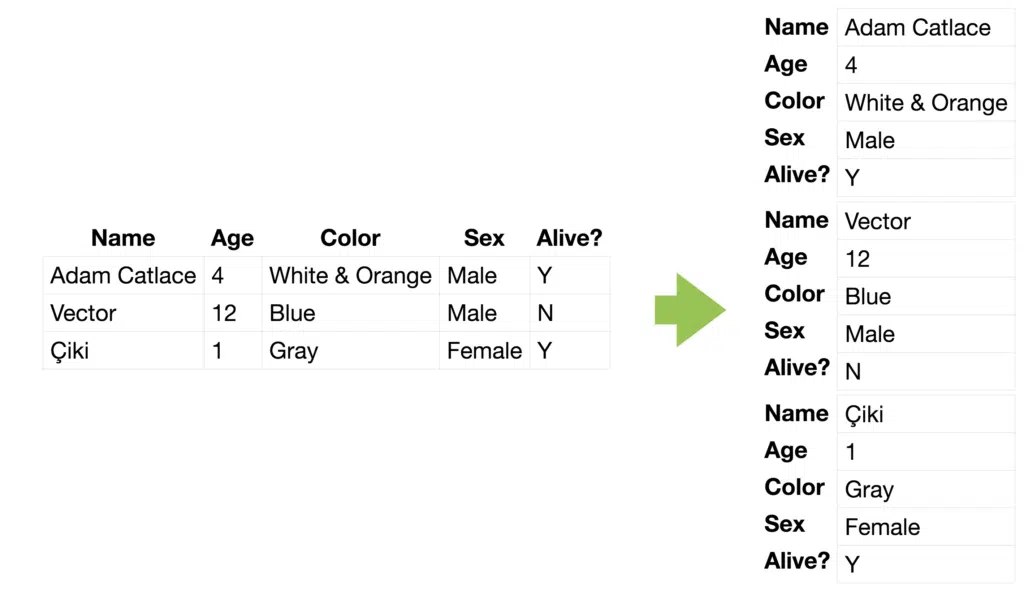 Name Age Color Sex Alive?
Adam Catlace 4 White & Orange Male Y
Vector 12 Blue Male N
Çiki 1 Gray Female Y
Name Adam Catlace
Age 4
Color White & Orange
Sex Male
Alive? Y
Name Vector
Age 12
Color Blue
Sex Male
Alive? N
Name Çiki
Age 1
Color Gray
Sex Female
Alive? Y